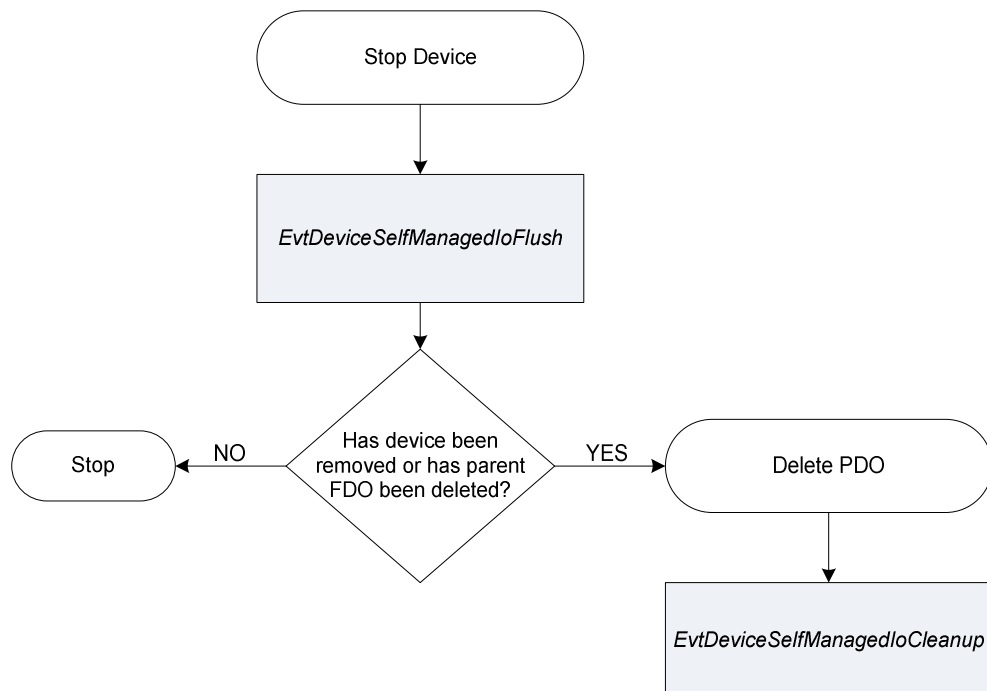 Stop Device
EvtDeviceSelfManagedIoFlush
Has device been
removed or has parent
FDO been deleted?
NO
Stop
YES
Delete PDO
EvtDeviceSelfManagedIoCleanup